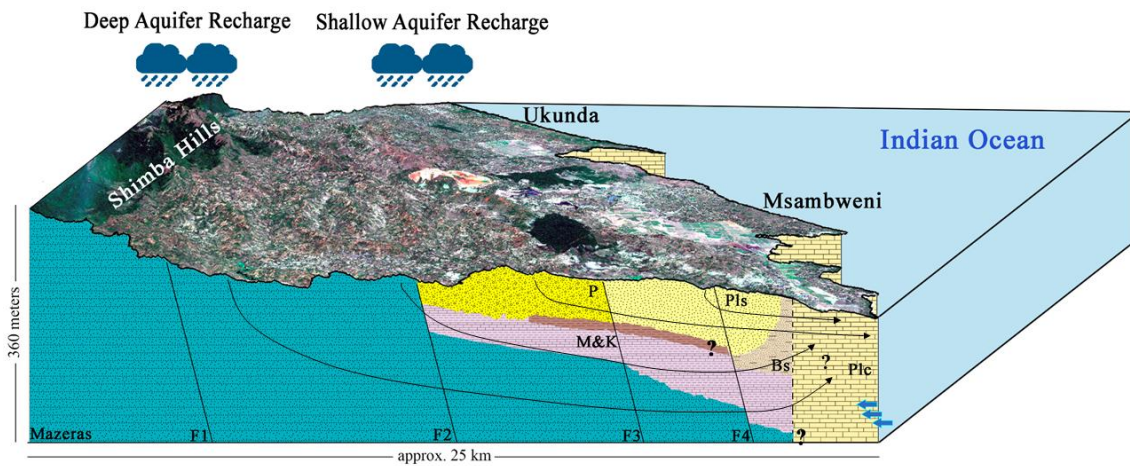 Deep Aquifer Recharge
Shallow Aquifer Recharge
Ukunda
Indian Ocean
Shimba Hills
Msambweni
360 meters
P
Pls
M&K
?
?
Bs
Plc
Mazeras
F1
F2
F3
F4
?
approx. 25 km